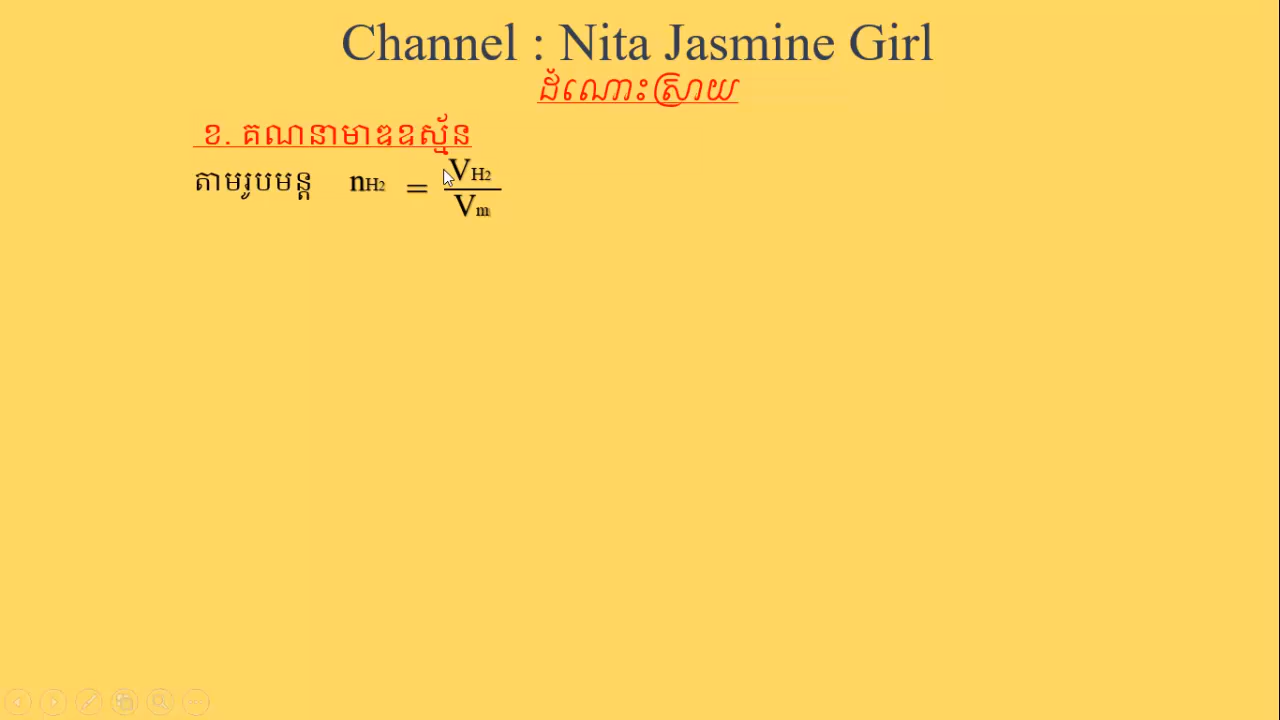 Channel : Nita Jasmine Girl
ដំណោះស្រាយ
ខ. គណនាមាឌឧស្ម័ន
តាមរូបមន្ត nH₂ = VH₂ / Vm